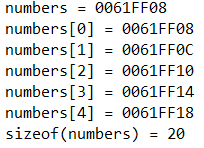 numbers = 0061FF08
numbers[0] = 0061FF08
numbers[1] = 0061FF0C
numbers[2] = 0061FF10
numbers[3] = 0061FF14
numbers[4] = 0061FF18
sizeof(numbers) = 20